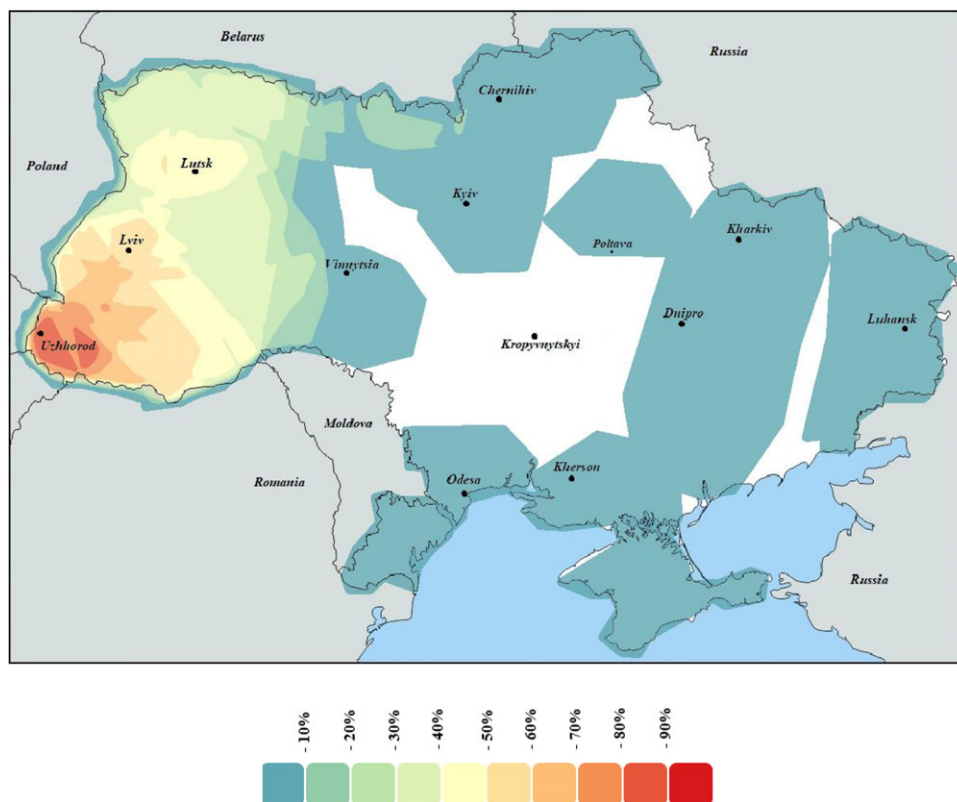 Belarus
Russia
Chernihiv
Poland
Lutsk
Kyiv
Lviv
Poltava
Kharkiv
Vinnytsia
Dnipro
Luhansk
Uzhhorod
Kropyvnytskyi
Moldova
Romania
Odesa
Kherson
Russia
- 10%
- 20%
- 30%
- 40%
- 50%
- 60%
- 70%
- 80%
- 90%